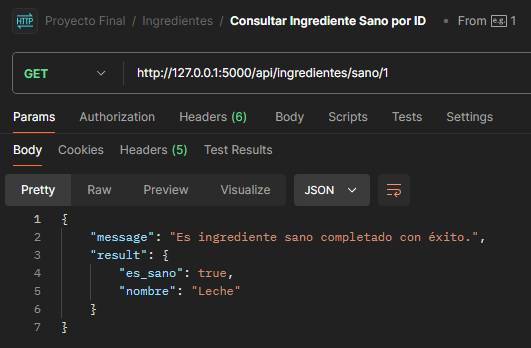 HTTP Proyecto Final / Ingredientes / Consultar Ingrediente Sano por ID • From e.g. 1
GET http://127.0.0.1:5000/api/ingredientes/sano/1
Params Authorization Headers (6) Body Scripts Tests Settings
Body Cookies Headers (5) Test Results
Pretty Raw Preview Visualize JSON
1 {
2 "message": "Es ingrediente sano completado con éxito.",
3 "result": {
4 "es_sano": true,
5 "nombre": "Leche"
6 }
7 }